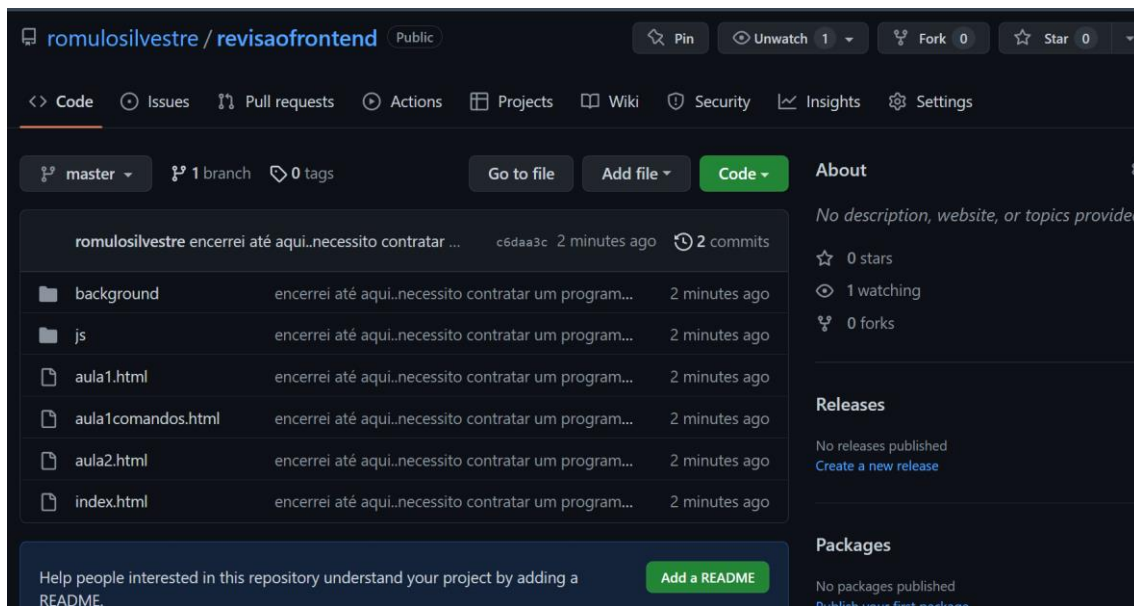 romulosilvestre / revisaofrontend Public
Pin Unwatch 1 Fork 0 Star 0
Code Issues Pull requests Actions Projects Wiki Security Insights Settings
master 1 branch 0 tags Go to file Add file Code
romulosilvestre encerrei até aqui..necessito contratar ... c6daa3c 2 minutes ago 2 commits
background encerrei até aqui..necessito contratar um program... 2 minutes ago
js encerrei até aqui..necessito contratar um program... 2 minutes ago
aula1.html encerrei até aqui..necessito contratar um program... 2 minutes ago
aula1comandos.html encerrei até aqui..necessito contratar um program... 2 minutes ago
aula2.html encerrei até aqui..necessito contratar um program... 2 minutes ago
index.html encerrei até aqui..necessito contratar um program... 2 minutes ago
Help people interested in this repository understand your project by adding a
README.
Add a README
About
No description, website, or topics provided
0 stars
1 watching
0 forks
Releases
No releases published
Create a new release
Packages
No packages published
Publish your first package